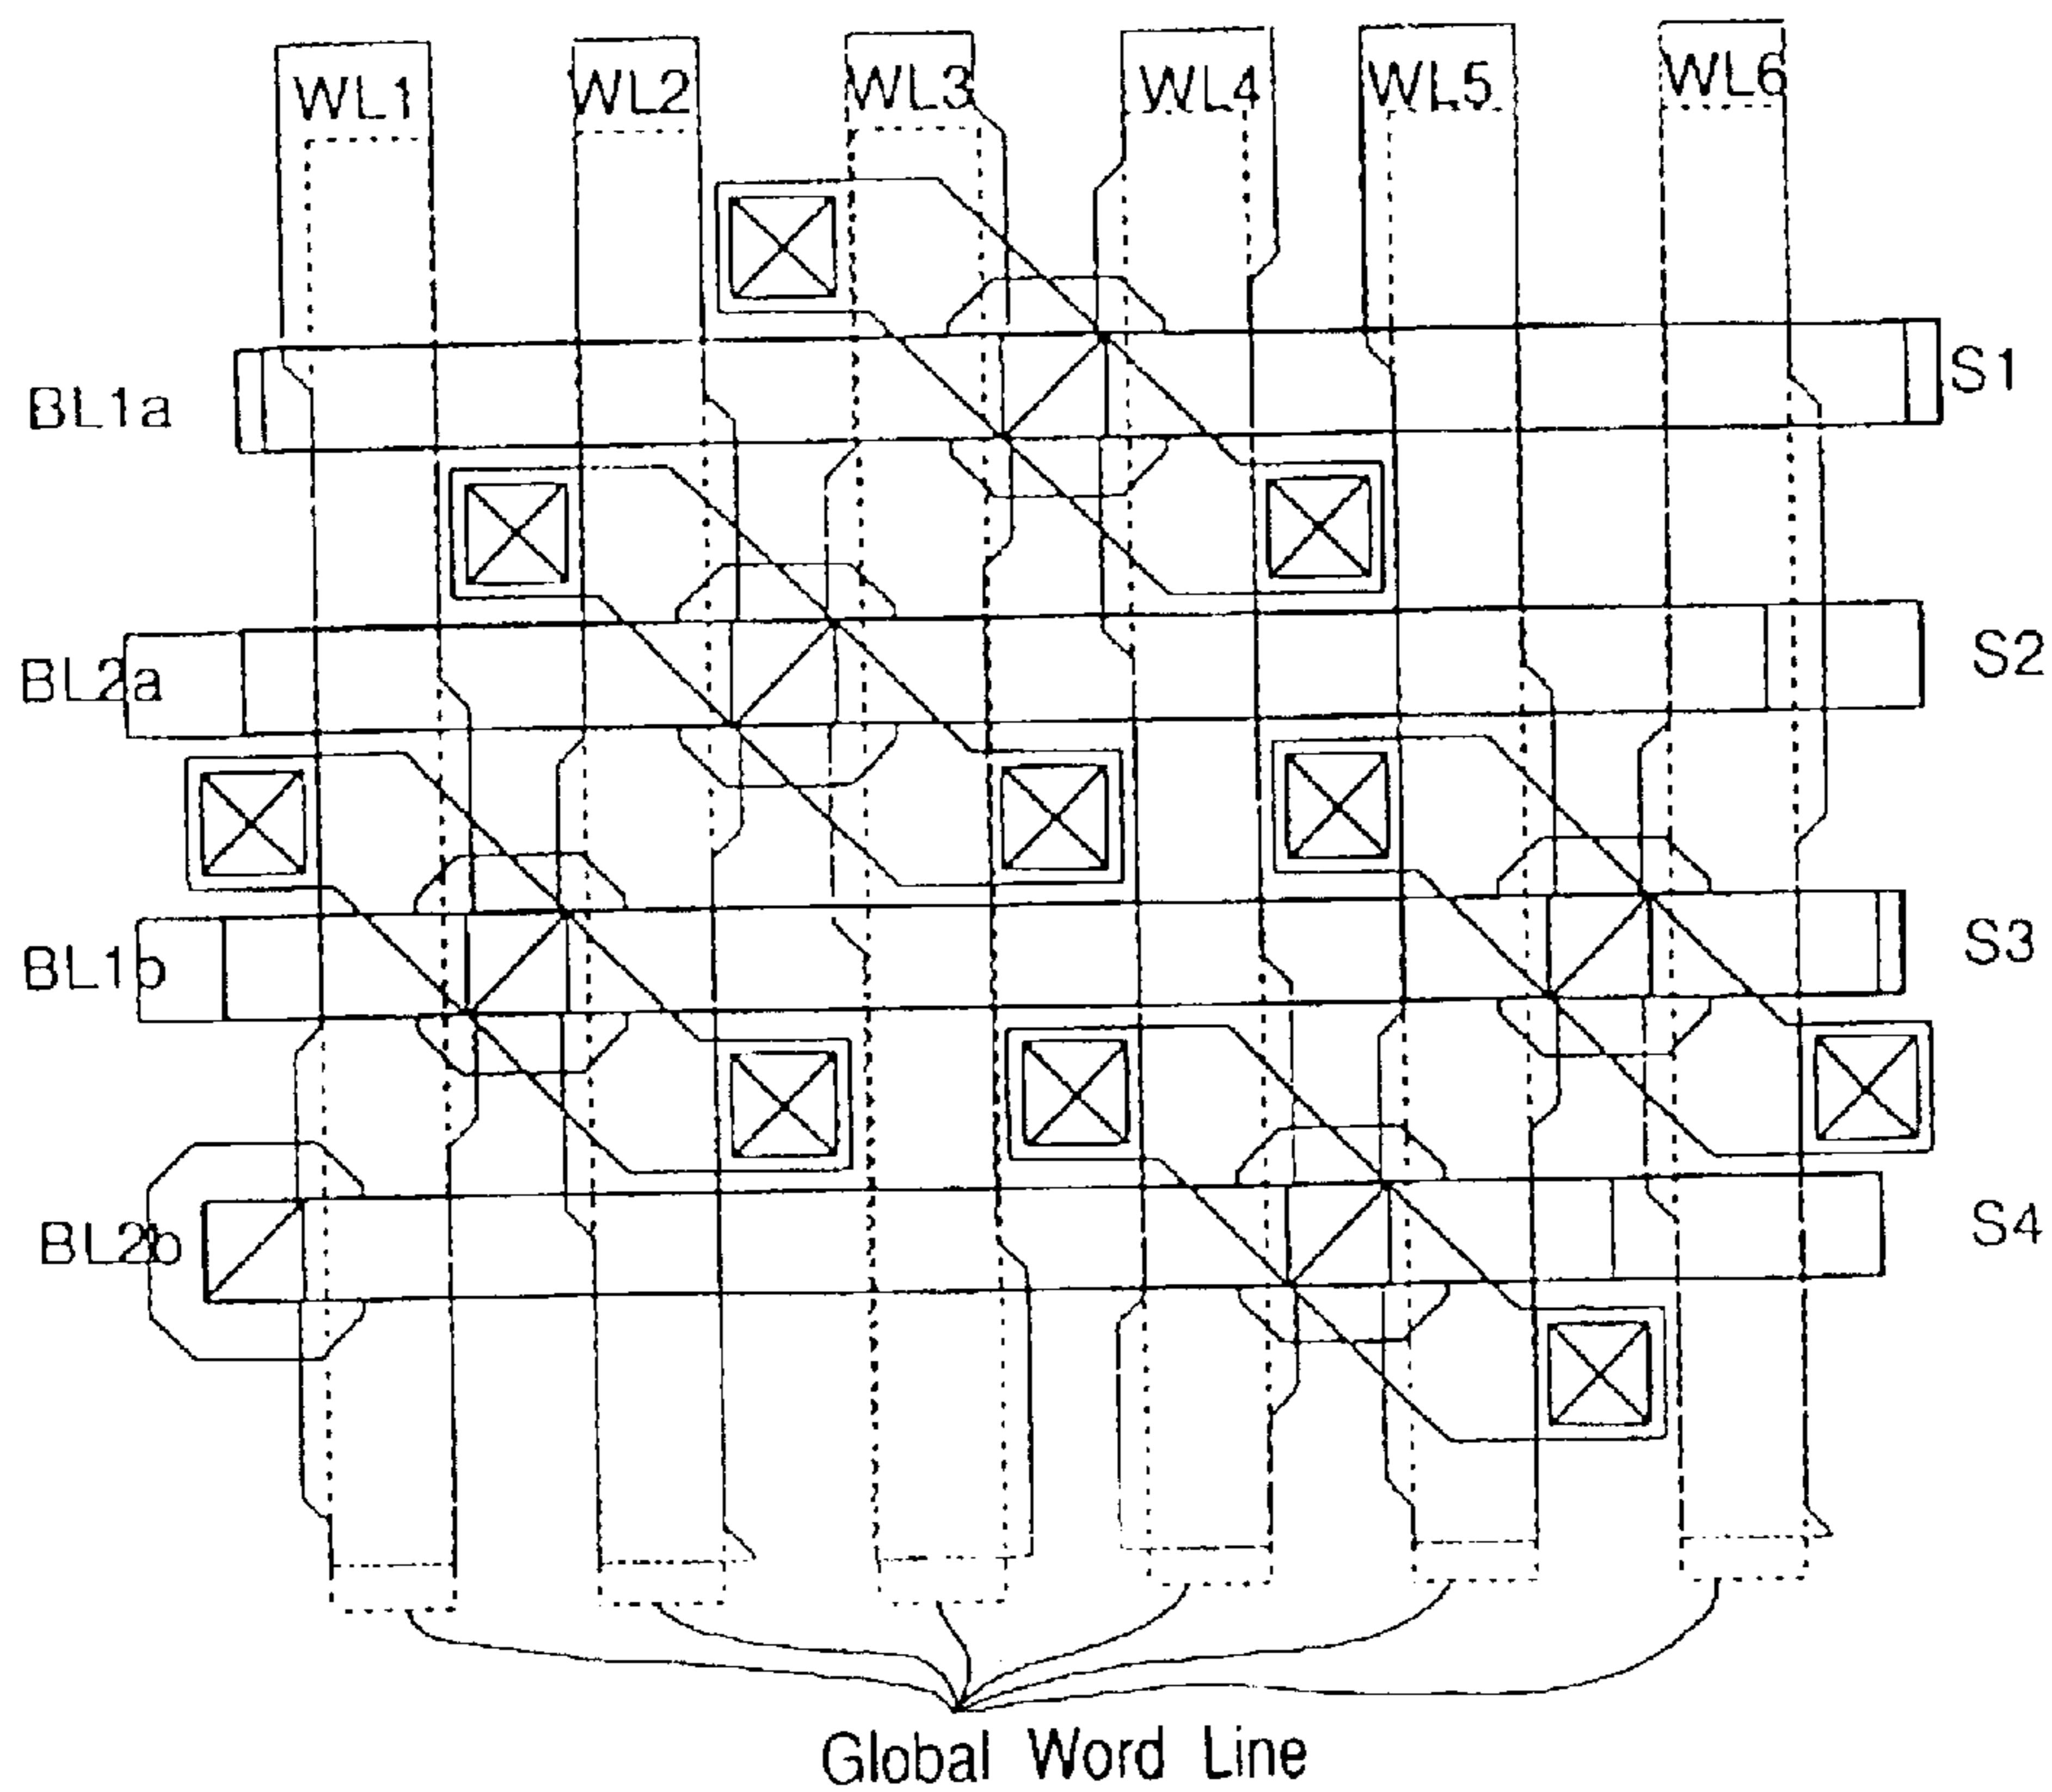 WL1 WL2 WL3 WL4 WL5 WL6
BL1a S1
BL2a S2
BL1b S3
BL2b S4
Global Word Line